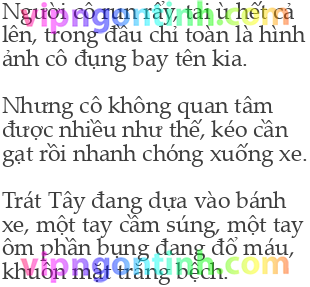 Người cô run rẩy, tai ù hết cả
lên, trong đầu chỉ toàn là hình
ảnh cô đụng bay tên kia.
Nhưng cô không quan tâm
được nhiều như thế, kéo cần
gạt rồi nhanh chóng xuống xe.
Trát Tây đang dựa vào bánh
xe, một tay cầm súng, một tay
ôm phần bụng đang đổ máu,
khuôn mặt trắng bệch.
vipngontinh.com
vipngontinh.com